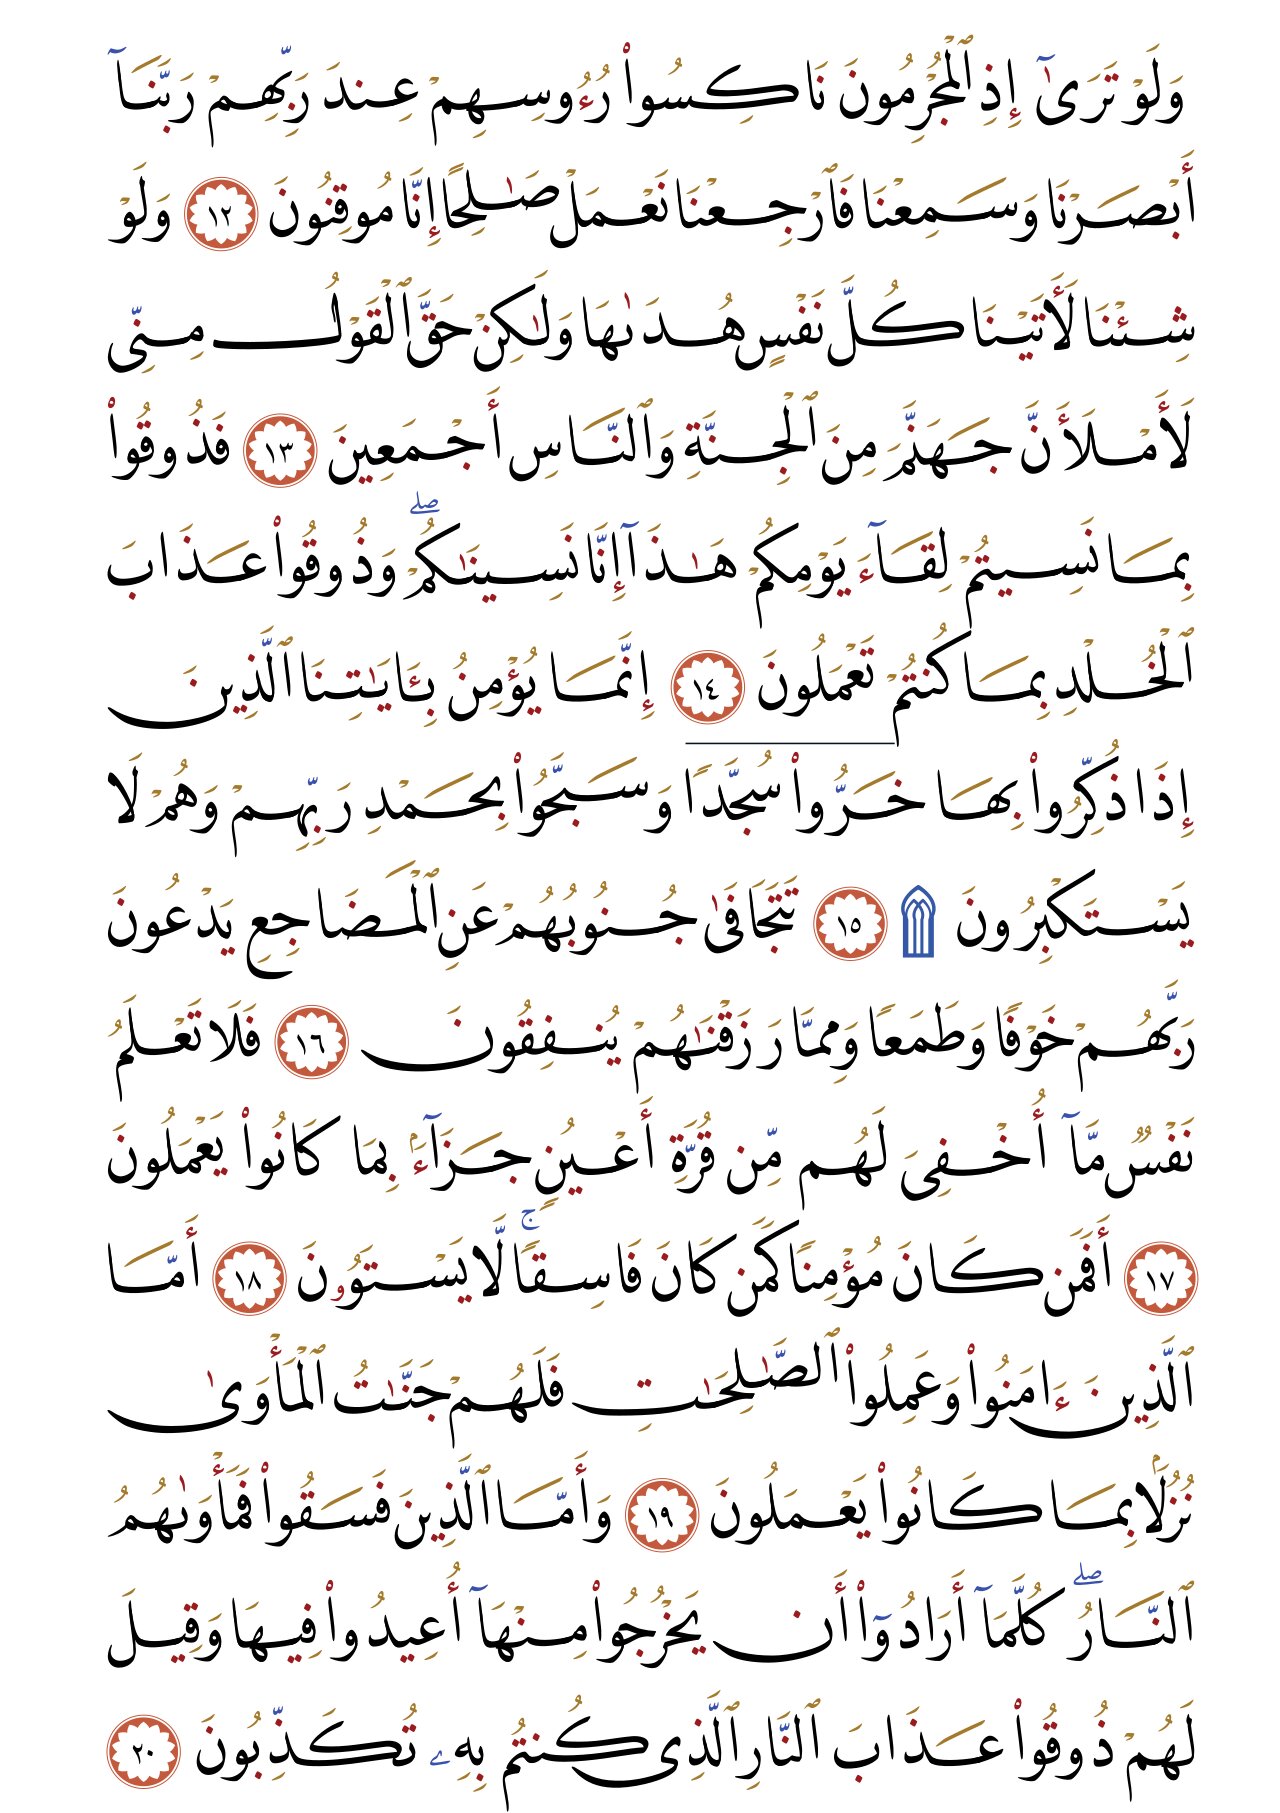 وَلَوْ تَرَىٰٓ إِذِ ٱلْمُجْرِمُونَ نَاكِسُوا۟ رُءُوسِهِمْ عِندَ رَبِّهِمْ رَبَّنَآ
أَبْصَرْنَا وَسَمِعْنَا فَٱرْجِعْنَا نَعْمَلْ صَٰلِحًا إِنَّا مُوقِنُونَ ١٢ وَلَوْ
شِئْنَا لَأَتَيْنَا كُلَّ نَفْسٍ هُدَىٰهَا وَلَٰكِنْ حَقَّ ٱلْقَوْلُ مِنِّى
لَأَمْلَأَنَّ جَهَنَّمَ مِنَ ٱلْجِنَّةِ وَٱلنَّاسِ أَجْمَعِينَ ١٣ فَذُوقُوا۟
بِمَا نَسِيتُمْ لِقَآءَ يَوْمِكُمْ هَٰذَآ إِنَّا نَسِينَٰكُمْ ۖ وَذُوقُوا۟ عَذَابَ
ٱلْخُلْدِ بِمَا كُنتُمْ تَعْمَلُونَ ١٤ إِنَّمَا يُؤْمِنُ بِـَٔايَٰتِنَا ٱلَّذِينَ
إِذَا ذُكِّرُوا۟ بِهَا خَرُّوا۟ سُجَّدًا وَسَبَّحُوا۟ بِحَمْدِ رَبِّهِمْ وَهُمْ لَا
يَسْتَكْبِرُونَ ۩ ١٥ تَتَجَافَىٰ جُنُوبُهُمْ عَنِ ٱلْمَضَاجِعِ يَدْعُونَ
رَبَّهُمْ خَوْفًا وَطَمَعًا وَمِمَّا رَزَقْنَٰهُمْ يُنفِقُونَ ١٦ فَلَا تَعْلَمُ
نَفْسٌ مَّآ أُخْفِىَ لَهُم مِّن قُرَّةِ أَعْيُنٍ جَزَآءًۢ بِمَا كَانُوا۟ يَعْمَلُونَ
١٧ أَفَمَن كَانَ مُؤْمِنًا كَمَن كَانَ فَاسِقًا ۚ لَّا يَسْتَوُۥنَ ١٨ أَمَّا
ٱلَّذِينَ ءَامَنُوا۟ وَعَمِلُوا۟ ٱلصَّٰلِحَٰتِ فَلَهُمْ جَنَّٰتُ ٱلْمَأْوَىٰ
نُزُلًۢا بِمَا كَانُوا۟ يَعْمَلُونَ ١٩ وَأَمَّا ٱلَّذِينَ فَسَقُوا۟ فَمَأْوَىٰهُمُ
ٱلنَّارُ ۖ كُلَّمَآ أَرَادُوٓا۟ أَن يَخْرُجُوا۟ مِنْهَآ أُعِيدُوا۟ فِيهَا وَقِيلَ
لَهُمْ ذُوقُوا۟ عَذَابَ ٱلنَّارِ ٱلَّذِى كُنتُم بِهِۦ تُكَذِّبُونَ ٢٠